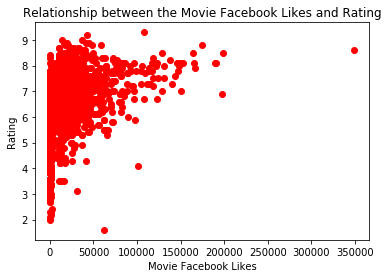 Relationship between the Movie Facebook Likes and Rating
Rating
9
8
7
6
5
4
3
2
0 50000 100000 150000 200000 250000 300000 350000
Movie Facebook Likes